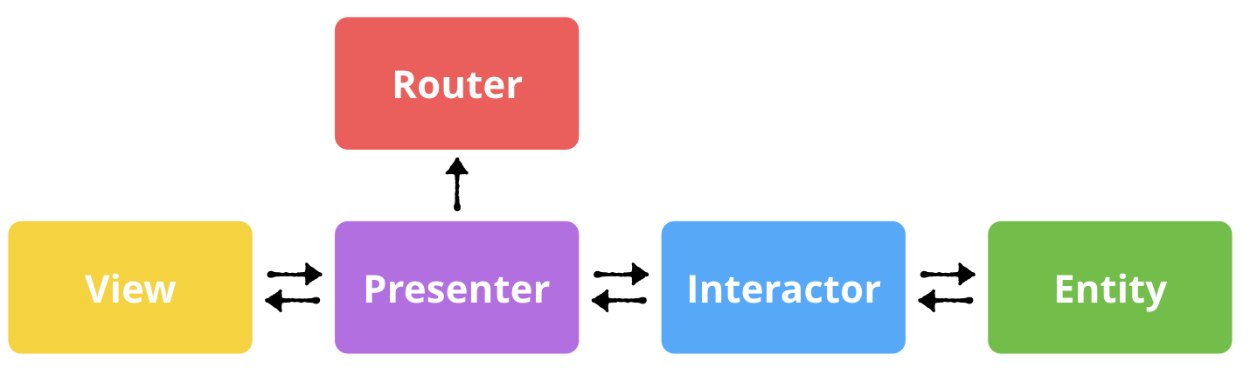 Router
View
Presenter
Interactor
Entity